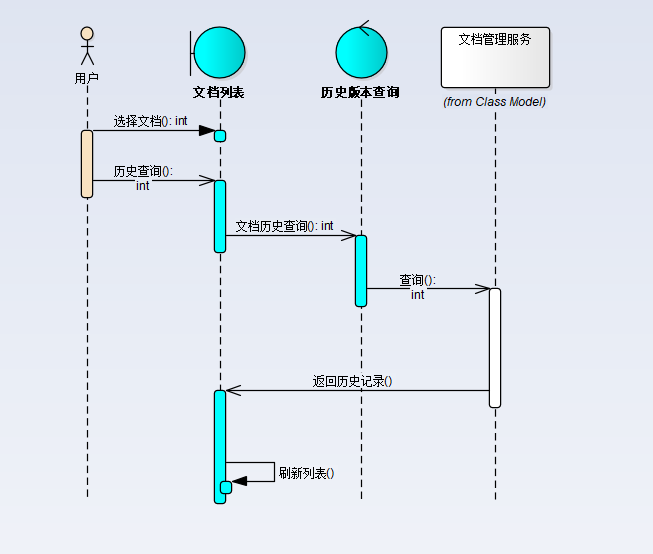 用户
文档列表
历史版本查询
文档管理服务
(from Class Model)
选择文档(): int
历史查询():
int
文档历史查询(): int
查询():
int
返回历史记录()
刷新列表()